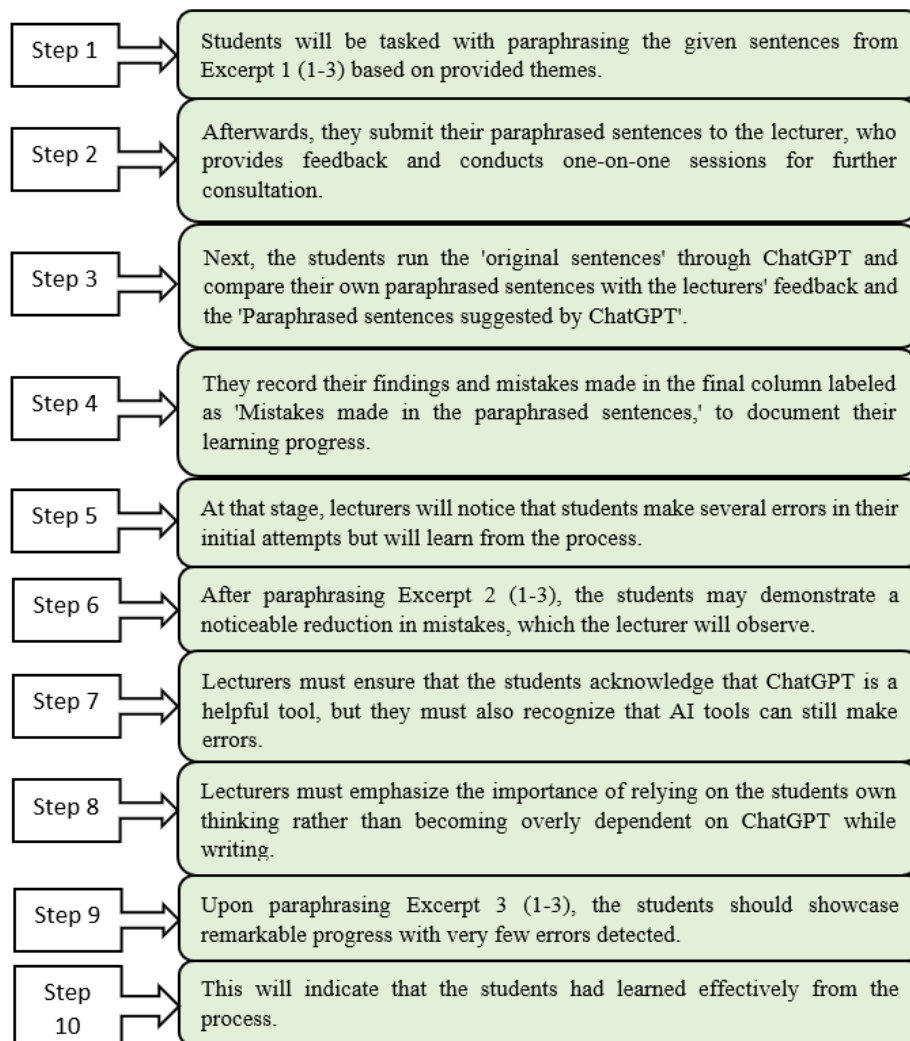 Step 1
Students will be tasked with paraphrasing the given sentences from
Excerpt 1 (1-3) based on provided themes.
Step 2
Afterwards, they submit their paraphrased sentences to the lecturer, who
provides feedback and conducts one-on-one sessions for further
consultation.
Step 3
Next, the students run the 'original sentences' through ChatGPT and
compare their own paraphrased sentences with the lecturers' feedback and
the 'Paraphrased sentences suggested by ChatGPT'.
Step 4
They record their findings and mistakes made in the final column labeled
as 'Mistakes made in the paraphrased sentences,' to document their
learning progress.
Step 5
At that stage, lecturers will notice that students make several errors in their
initial attempts but will learn from the process.
Step 6
After paraphrasing Excerpt 2 (1-3), the students may demonstrate a
noticeable reduction in mistakes, which the lecturer will observe.
Step 7
Lecturers must ensure that the students acknowledge that ChatGPT is a
helpful tool, but they must also recognize that AI tools can still make
errors.
Step 8
Lecturers must emphasize the importance of relying on the students own
thinking rather than becoming overly dependent on ChatGPT while
writing.
Step 9
Upon paraphrasing Excerpt 3 (1-3), the students should showcase
remarkable progress with very few errors detected.
Step
10
This will indicate that the students had learned effectively from the
process.